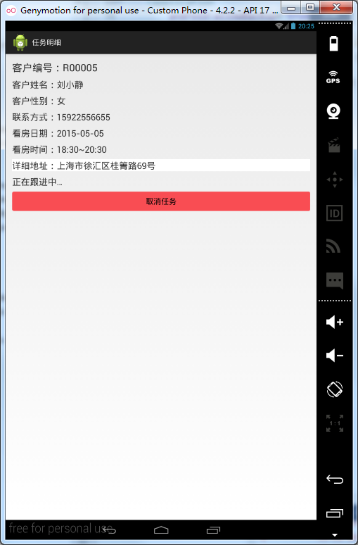 Genymotion for personal use - Custom Phone - 4.2.2 - API 17 ...
20:25
任务明细
客户编号：R00005
客户姓名：刘小静
客户性别：女
联系方式：15922556655
看房日期：2015-05-05
看房时间：18:30~20:30
详细地址：上海市徐汇区桂箐路69号
正在跟进中...
取消任务
GPS
ID
1:1
free for personal use